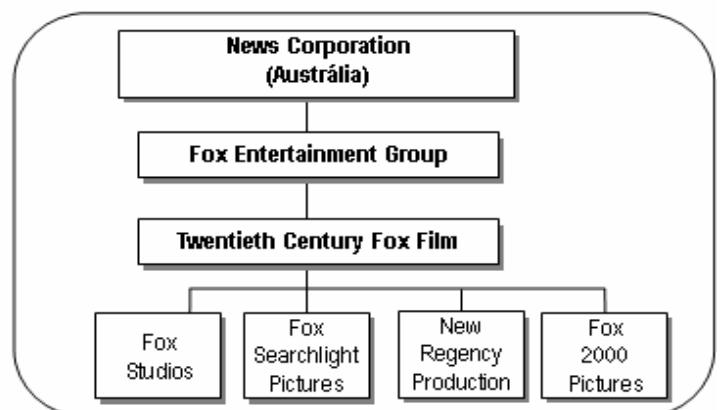 News Corporation
(Austrália)
Fox Entertainment Group
Twentieth Century Fox Film
Fox
Studios
Fox
Searchlight
Pictures
New
Regency
Production
Fox
2000
Pictures